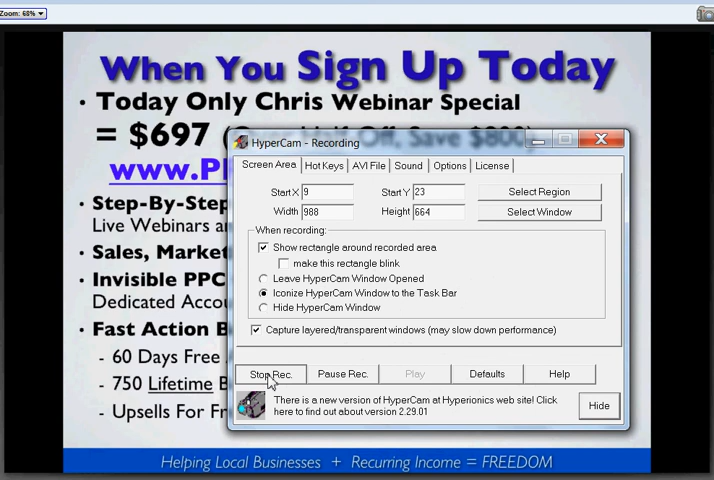 Zoom: 68%
When You Sign Up Today
• Today Only Chris Webinar Special
= $697 Half Off, Save $800)
www.P
• Step-By-Step
Live Webinars
• Sales, Market
• Invisible PPC
Dedicated
• Fast Action B
- 60 Days Free
- 750 Lifetime
- Upsells For
Helping Local Businesses + Recurring Income = FREEDOM
HyperCam - Recording
Screen Area Hot Keys AVI File Sound Options License
Start X 9 Start Y 23 Select Region
Width 988 Height 664 Select Window
When recording:
Show rectangle around recorded area
make this rectangle blink
Leave HyperCam Window Opened
Iconize HyperCam Window to the Task Bar
Hide HyperCam Window
Capture layered/transparent windows (may slow down performance)
Stop Rec. Pause Rec. Play Defaults Help
There is a new version of HyperCam at Hyperionics web site! Click
here to find out about version 2.29.01
Hide